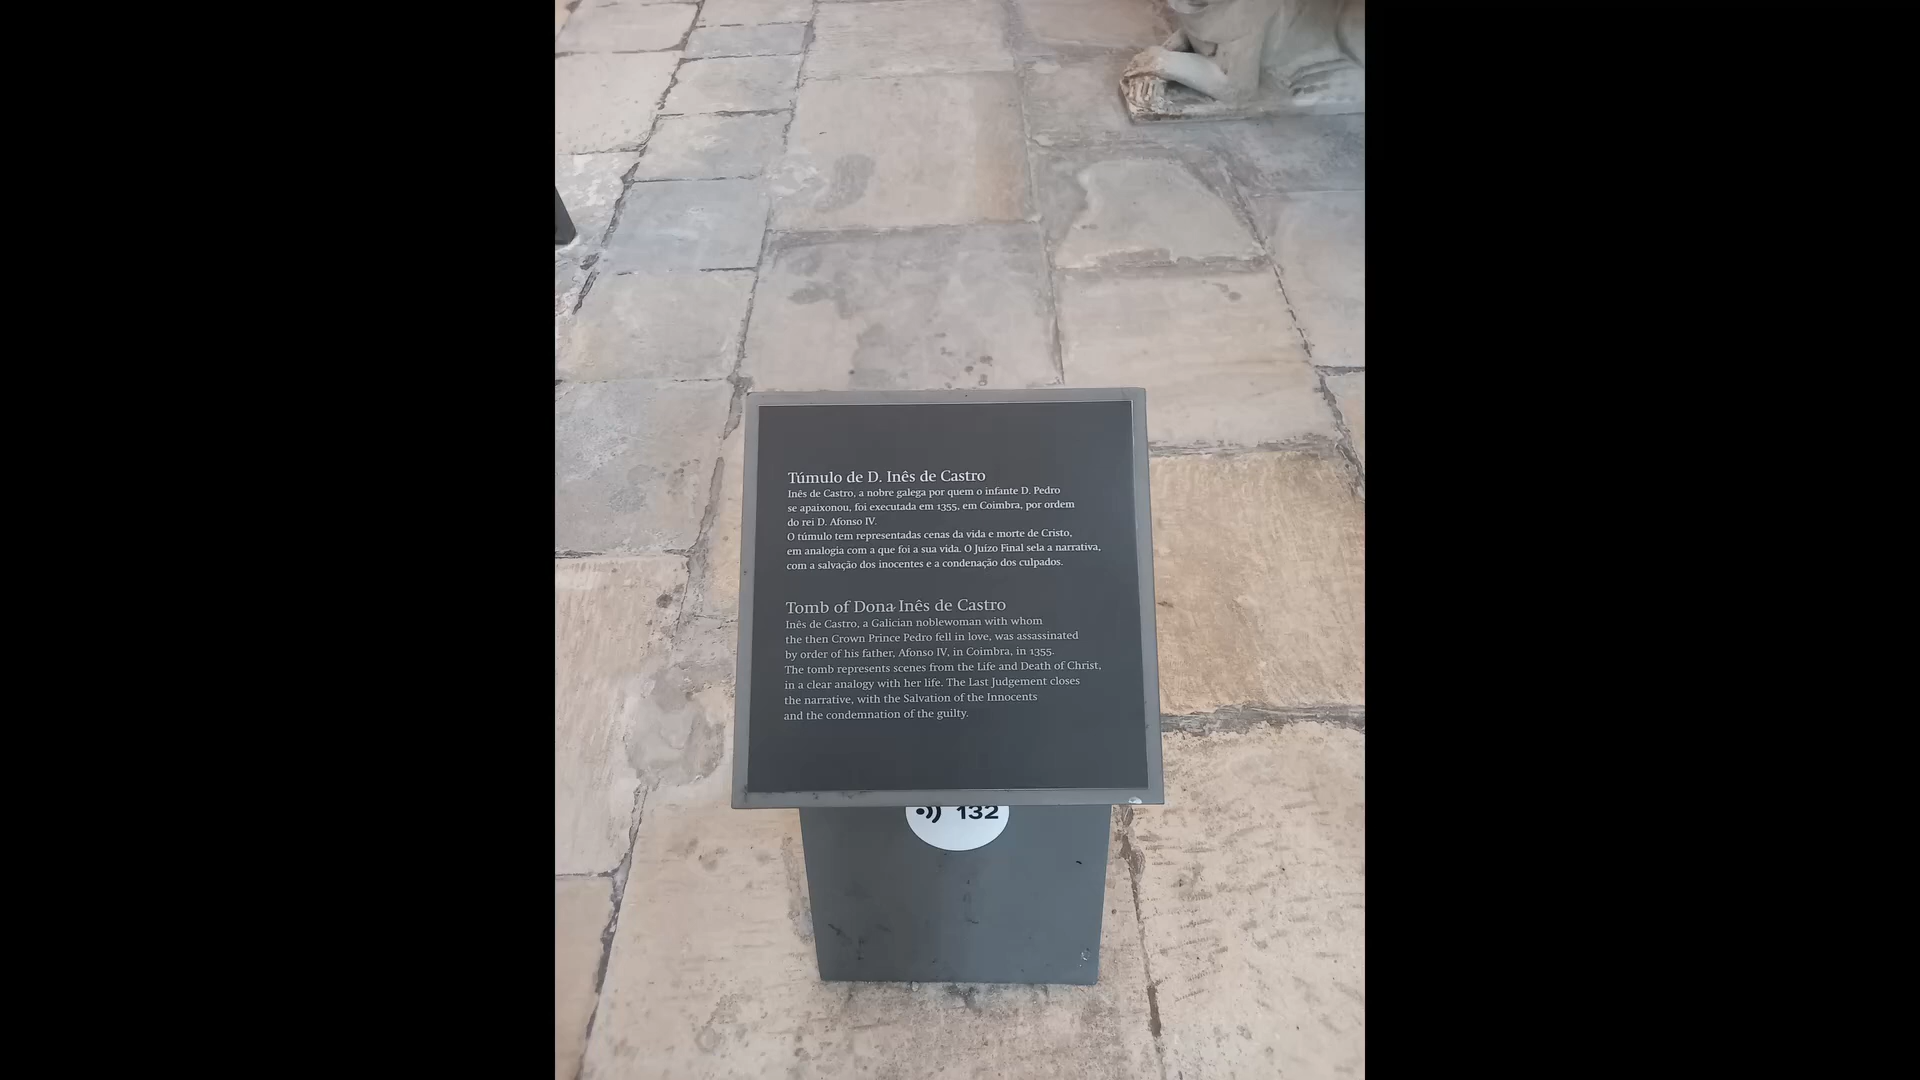 Túmulo de D. Inês de Castro
Inês de Castro, a nobre galega por quem o infante D. Pedro
se apaixonou, foi executada em 1355, em Coimbra, por ordem
do rei D. Afonso IV.
O túmulo tem representadas cenas da vida e morte de Cristo,
em analogia com a que foi a sua vida. O Juízo Final sela a narrativa,
com a salvação dos inocentes e a condenação dos culpados.
Tomb of Dona Inês de Castro
Inês de Castro, a Galician noblewoman with whom
the then Crown Prince Pedro fell in love, was assassinated
by order of his father, Afonso IV, in Coimbra, in 1355.
The tomb represents scenes from the Life and Death of Christ,
in a clear analogy with her life. The Last Judgement closes
the narrative, with the Salvation of the Innocents
and the condemnation of the guilty.
132